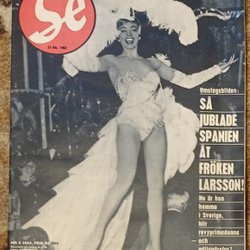 Se
Omslagsbilden:
SÅ
JUBLADE
SPANIEN
ÅT
FRÖKEN
LARSSON!
Nu är hon
hemma
i Sverige,
blir
revyprimadonna
och